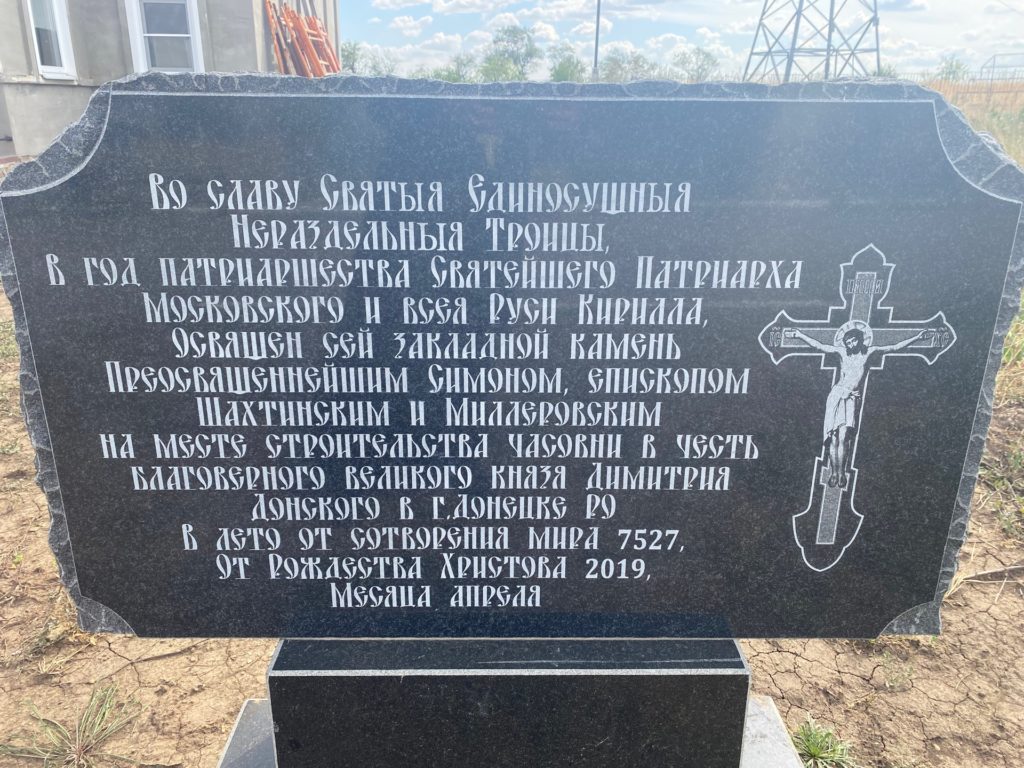 Во славу Святыя Единосушныя
Нераздельныя Троицы,
в год патриаршества Святейшего Патриарха
Московского и всея Руси Кирилла,
Освяшен сей закладной камень
Преосвященнейшим Симоном, епископом
Шахтинским и Миллеровским
на месте строительства часовни в честь
благоверного великого князя Димитрия
Донского в г.Донецке РО
В лето от сотворения мира 7527,
От Рождества Христова 2019,
Месяца апреля